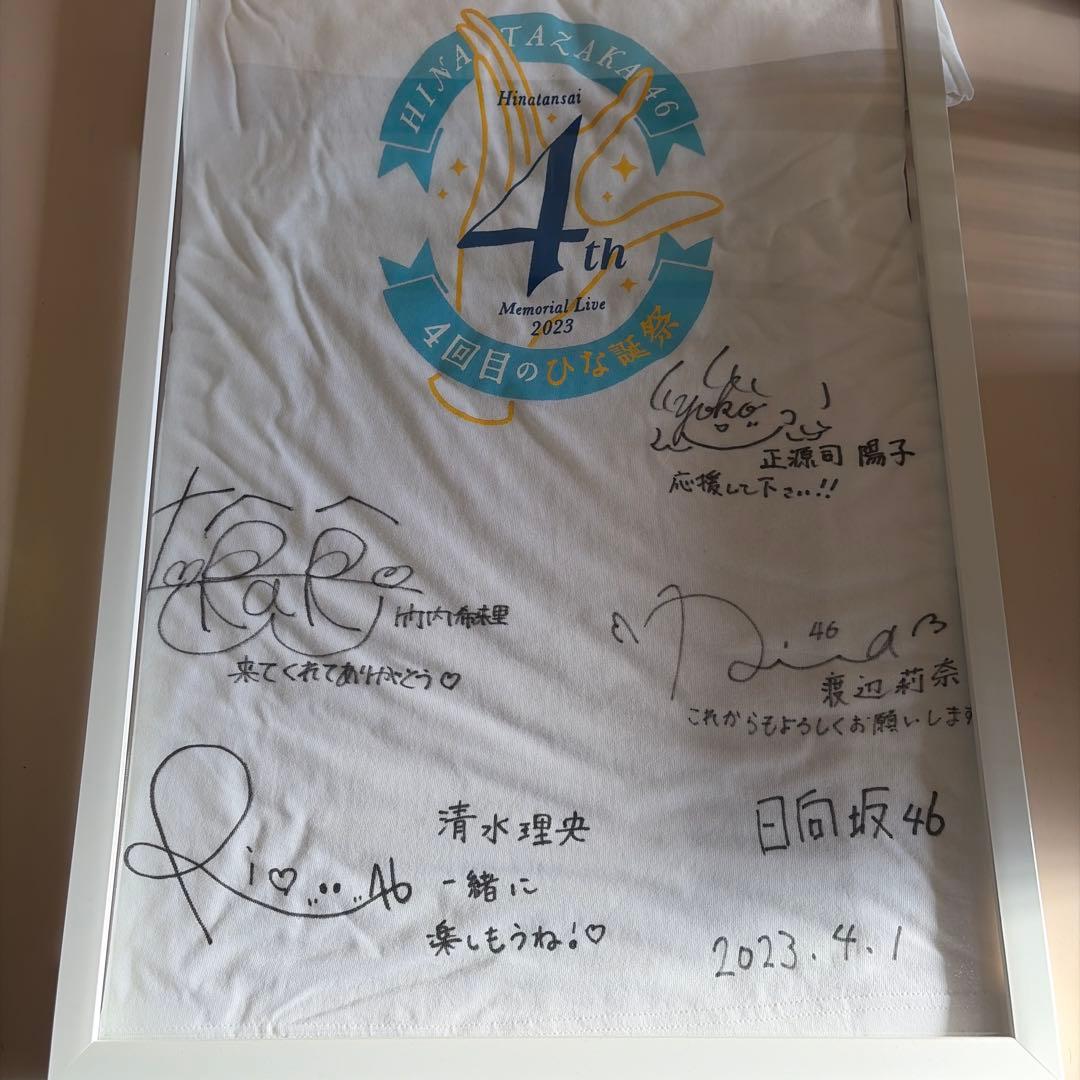 HINATAZAKA46
Hinatansai
4th
Memorial Live
2023
4回目のひな誕祭
yoko
正源司 陽子
応援して下さい!!
KiRaRi
竹内希来里
来てくれてありがとう♡
Rina
46
渡辺莉奈
これからもよろしくお願いします
Rio♡
46
清水理央
一緒に
楽しもうね!♡
日向坂46
2023.4.1